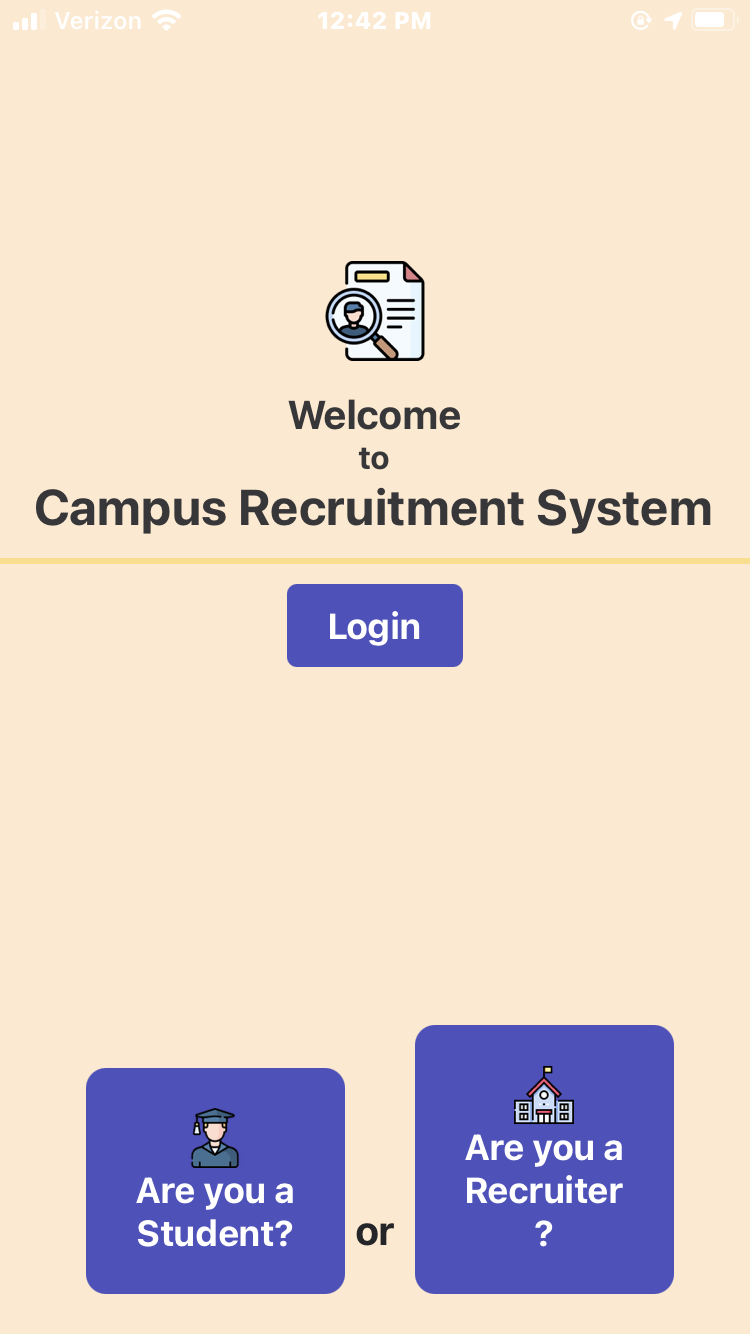 Verizon 12:42 PM
Welcome
to
Campus Recruitment System
Login
Are you a
Student?
or
Are you a
Recruiter
?